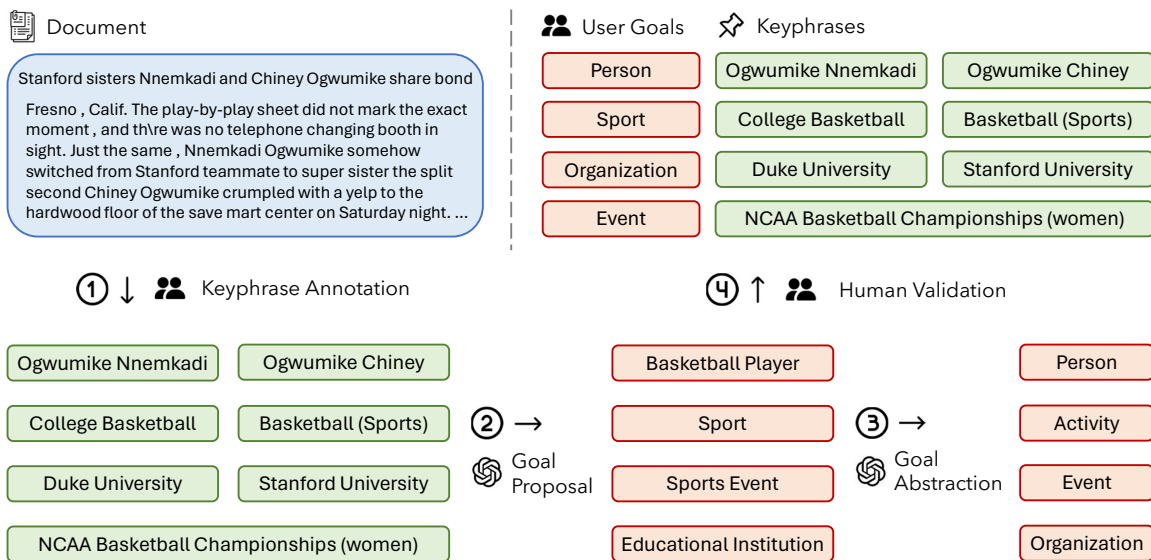 Document
Stanford sisters Nnemkadi and Chiney Ogwumike share bond
Fresno , Calif. The play-by-play sheet did not mark the exact
moment , and th\re was no telephone changing booth in
sight. Just the same , Nnemkadi Ogwumike somehow
switched from Stanford teammate to super sister the split
second Chiney Ogwumike crumpled with a yelp to the
hardwood floor of the save mart center on Saturday night. ...
User Goals
Keyphrases
Person
Ogwumike Nnemkadi
Ogwumike Chiney
Sport
College Basketball
Basketball (Sports)
Organization
Duke University
Stanford University
Event
NCAA Basketball Championships (women)
1 ↓ Keyphrase Annotation
4 ↑ Human Validation
Ogwumike Nnemkadi
Ogwumike Chiney
College Basketball
Basketball (Sports)
Duke University
Stanford University
NCAA Basketball Championships (women)
2 →
Goal
Proposal
Basketball Player
Sport
Sports Event
Educational Institution
3 →
Goal
Abstraction
Person
Activity
Event
Organization